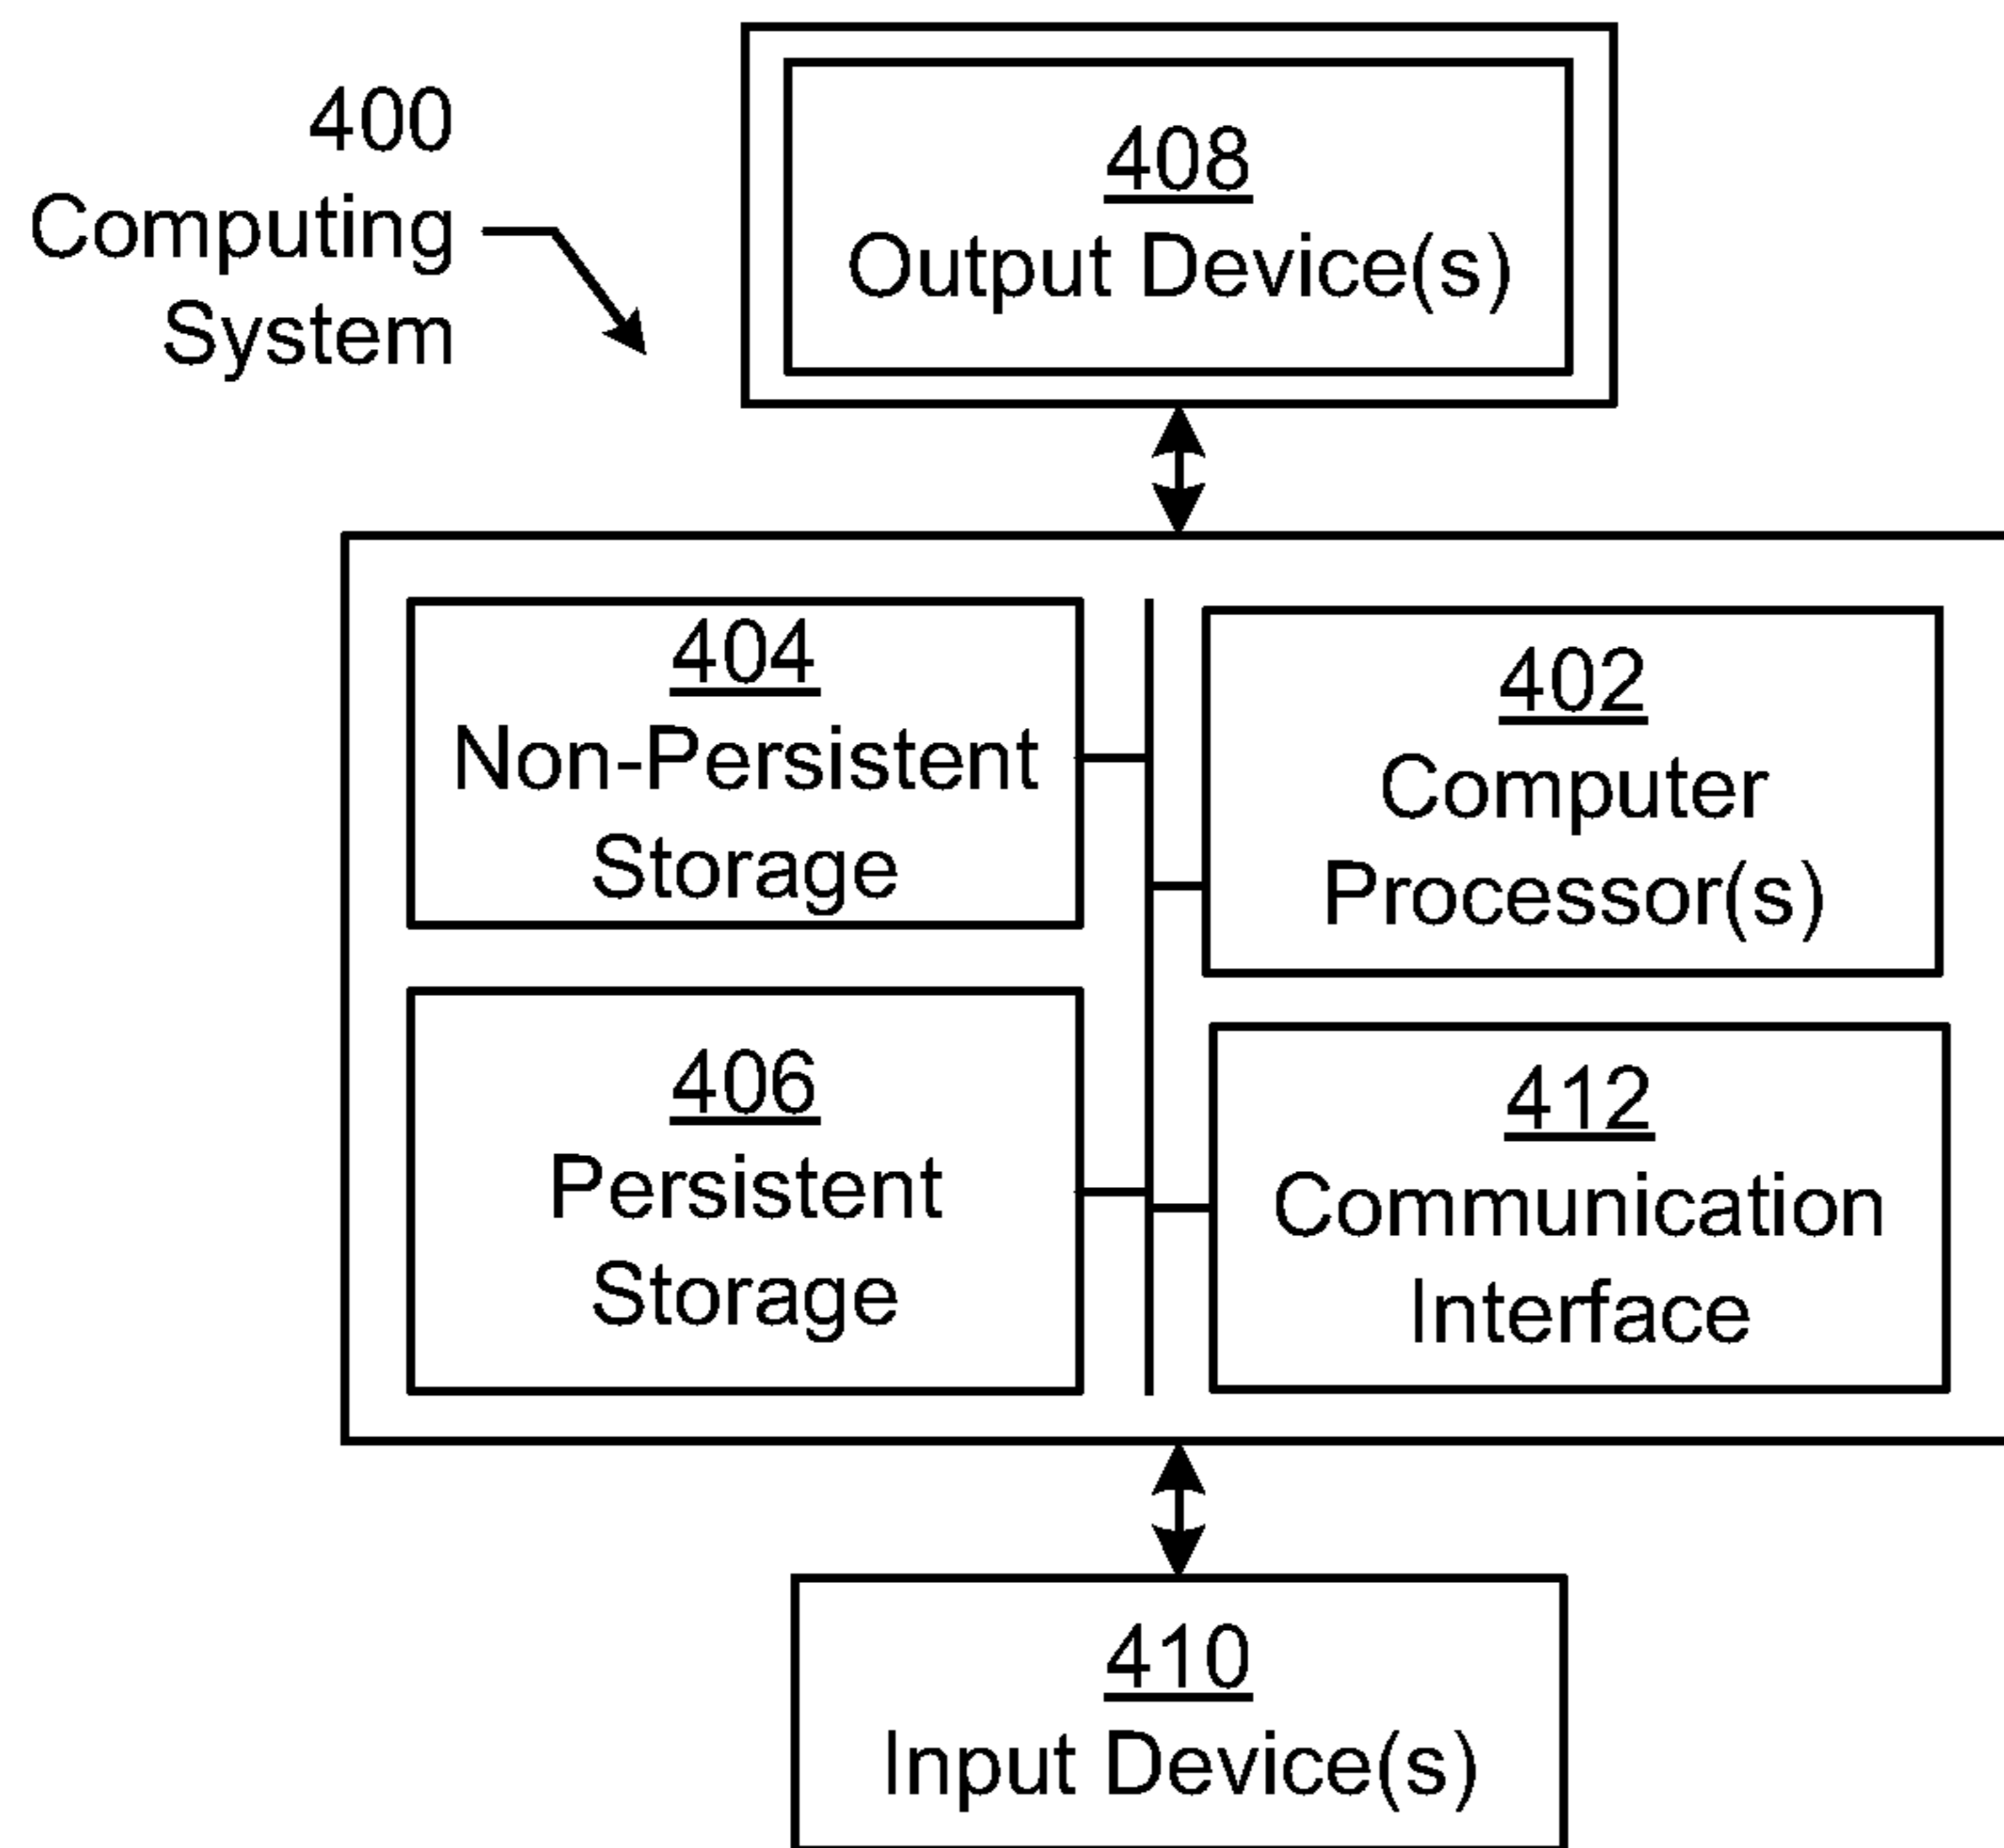 400
Computing
System
408
Output Device(s)
404
Non-Persistent
Storage
402
Computer
Processor(s)
406
Persistent
Storage
412
Communication
Interface
410
Input Device(s)